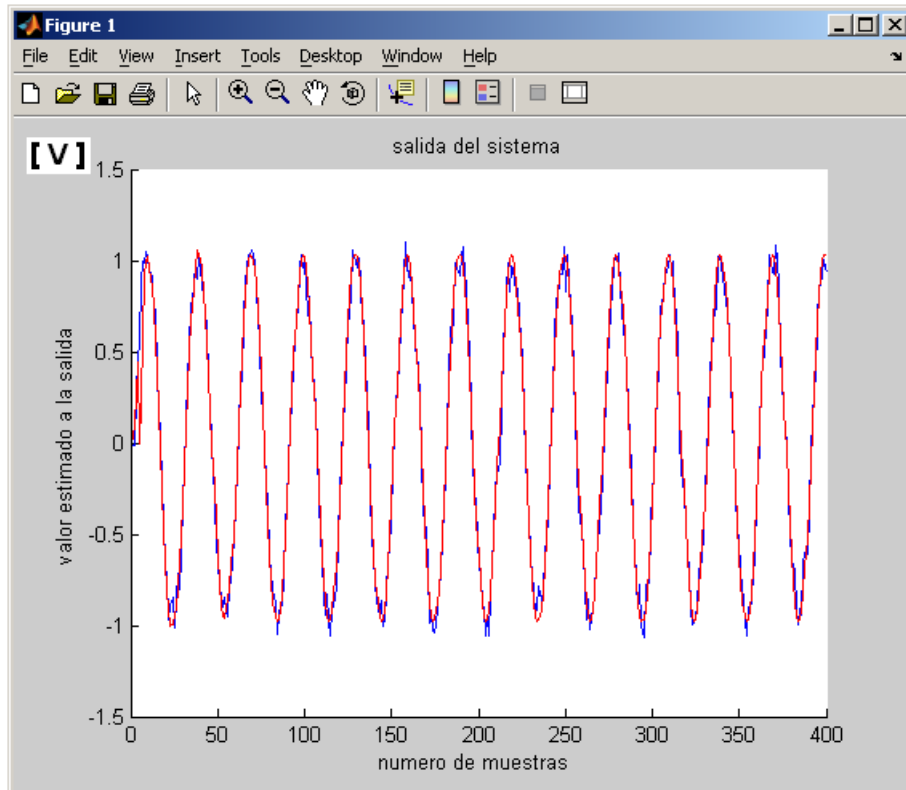 Figure 1
File Edit View Insert Tools Desktop Window Help
salida del sistema
[ V ]
1.5
1
0.5
0
-0.5
-1
-1.5
valor estimado a la salida
0 50 100 150 200 250 300 350 400
numero de muestras